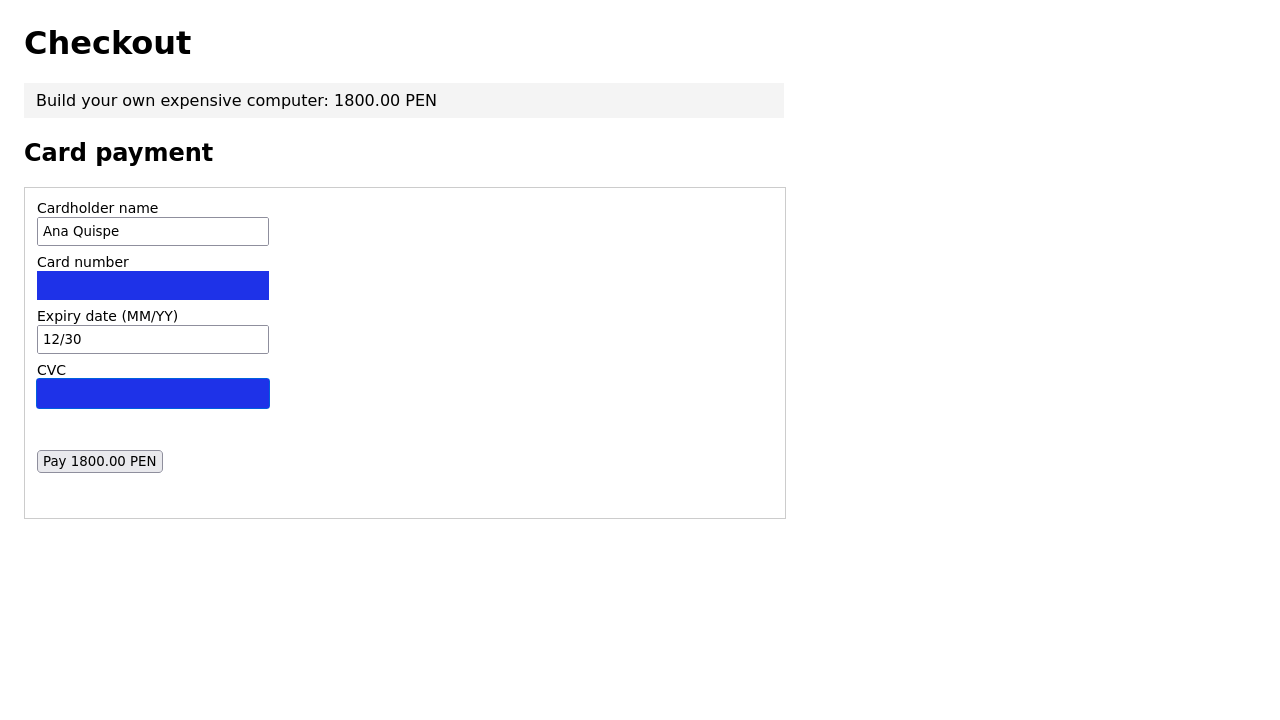 Checkout
Build your own expensive computer: 1800.00 PEN
Card payment
Cardholder name
Ana Quispe
Card number
Expiry date (MM/YY)
12/30
CVC
Pay 1800.00 PEN